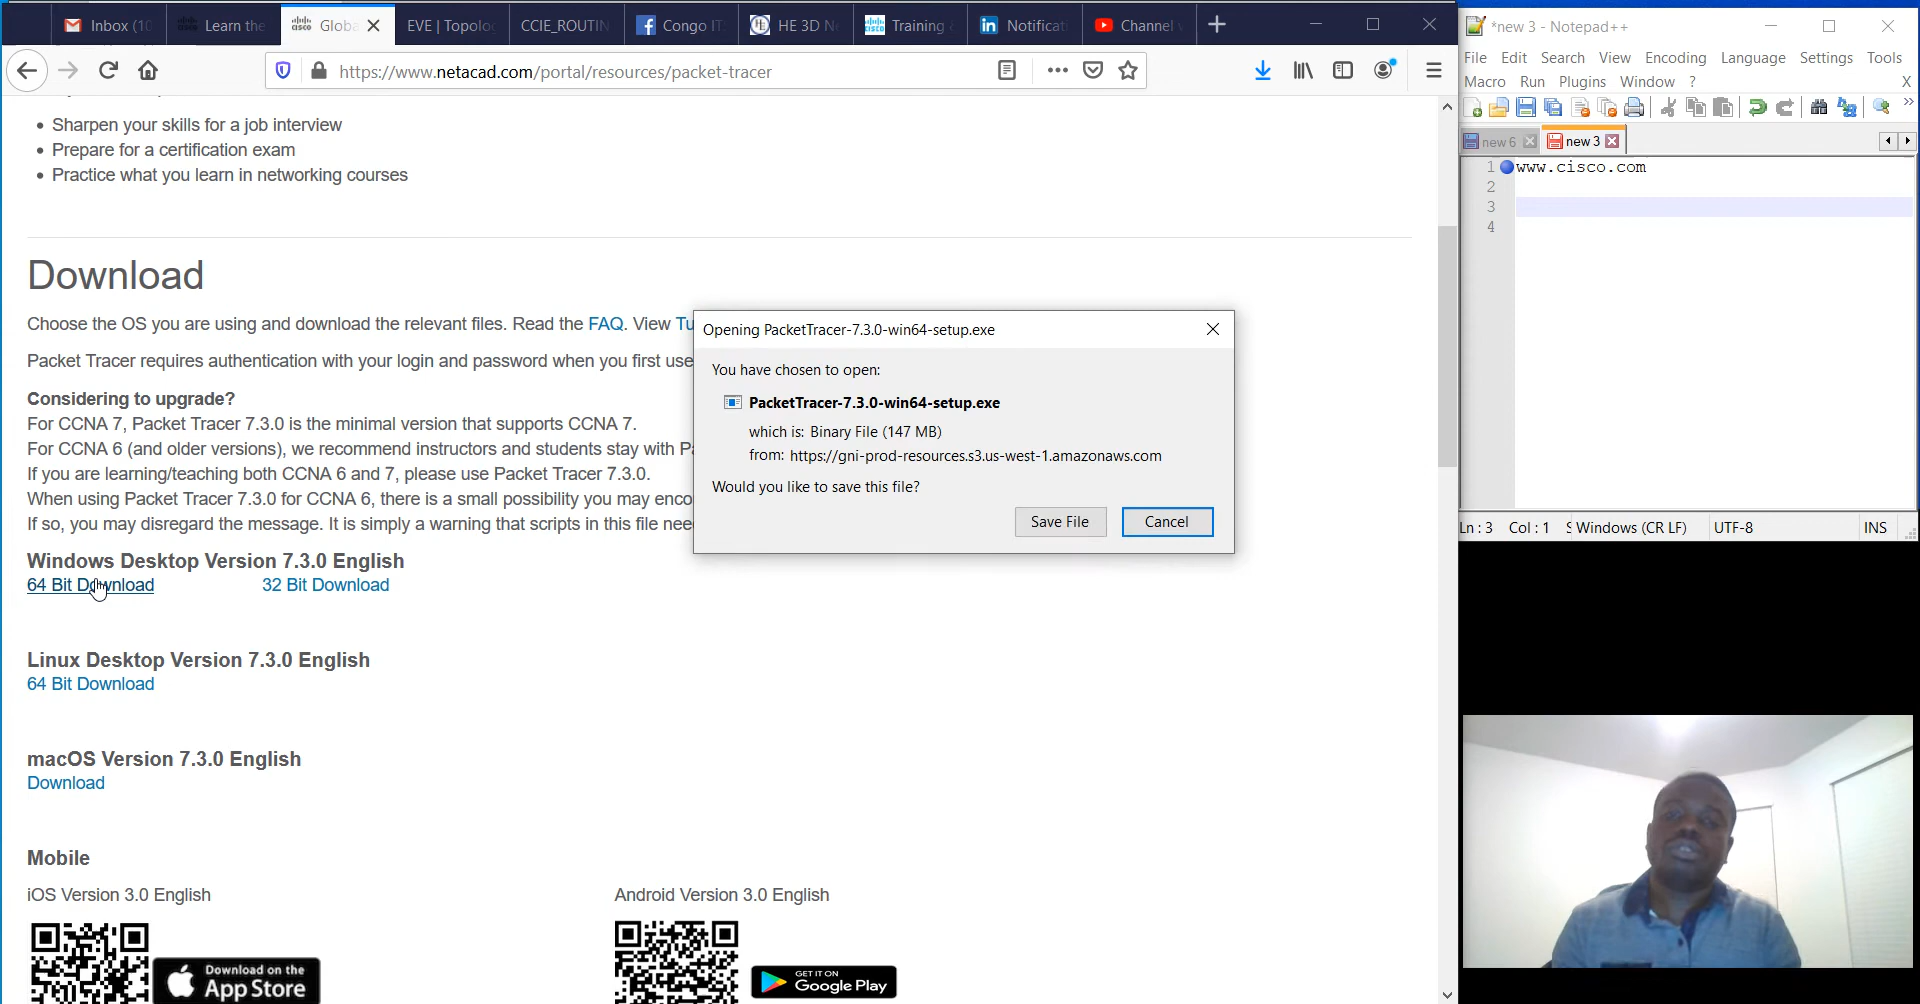 Inbox (10
Learn the
Globa
EVE | Topolo
CCIE_ROUTIN
Congo IT
HE 3D Ne
Training
Notificat
Channel
https://www.netacad.com/portal/resources/packet-tracer
• Sharpen your skills for a job interview
• Prepare for a certification exam
• Practice what you learn in networking courses
Download
Choose the OS you are using and download the relevant files. Read the FAQ. View Tu
Packet Tracer requires authentication with your login and password when you first use
Considering to upgrade?
For CCNA 7, Packet Tracer 7.3.0 is the minimal version that supports CCNA 7.
For CCNA 6 (and older versions), we recommend instructors and students stay with Pa
If you are learning/teaching both CCNA 6 and 7, please use Packet Tracer 7.3.0.
When using Packet Tracer 7.3.0 for CCNA 6, there is a small possibility you may enco
If so, you may disregard the message. It is simply a warning that scripts in this file nee
Windows Desktop Version 7.3.0 English
64 Bit Download 32 Bit Download
Linux Desktop Version 7.3.0 English
64 Bit Download
macOS Version 7.3.0 English
Download
Mobile
iOS Version 3.0 English Android Version 3.0 English
Download on the
App Store
GET IT ON
Google Play
Opening PacketTracer-7.3.0-win64-setup.exe
You have chosen to open:
PacketTracer-7.3.0-win64-setup.exe
which is: Binary File (147 MB)
from: https://gni-prod-resources.s3.us-west-1.amazonaws.com
Would you like to save this file?
Save File Cancel
*new 3 - Notepad++
File Edit Search View Encoding Language Settings Tools
Macro Run Plugins Window ? X
new 6 new 3
1 www.cisco.com
2
3
4
Ln : 3 Col : 1 S Windows (CR LF) UTF-8 INS